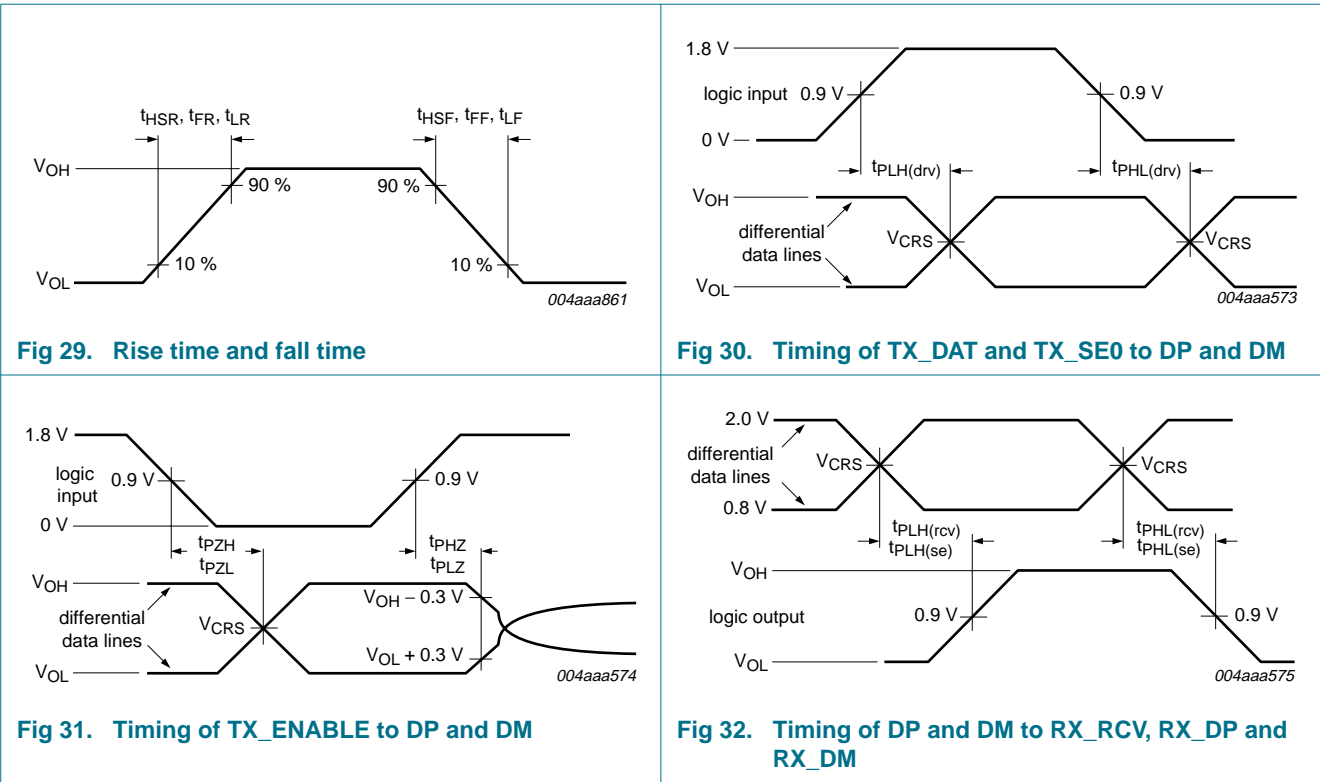 tHSR, tFR, tLR
tHSF, tFF, tLF
VOH
90 %
90 %
10 %
10 %
VOL
004aaa861
Fig 29. Rise time and fall time
1.8 V
logic input
0.9 V
0.9 V
0 V
tPLH(drv)
tPHL(drv)
VOH
differential
data lines
VCRS
VCRS
VOL
004aaa573
Fig 30. Timing of TX_DAT and TX_SE0 to DP and DM
1.8 V
logic
input
0.9 V
0.9 V
0 V
tPZH
tPZL
tPHZ
tPLZ
VOH
VOH − 0.3 V
differential
data lines
VCRS
VOL + 0.3 V
VOL
004aaa574
Fig 31. Timing of TX_ENABLE to DP and DM
2.0 V
differential
data lines
VCRS
VCRS
0.8 V
tPLH(rcv)
tPLH(se)
tPHL(rcv)
tPHL(se)
VOH
logic output
0.9 V
0.9 V
VOL
004aaa575
Fig 32. Timing of DP and DM to RX_RCV, RX_DP and
RX_DM